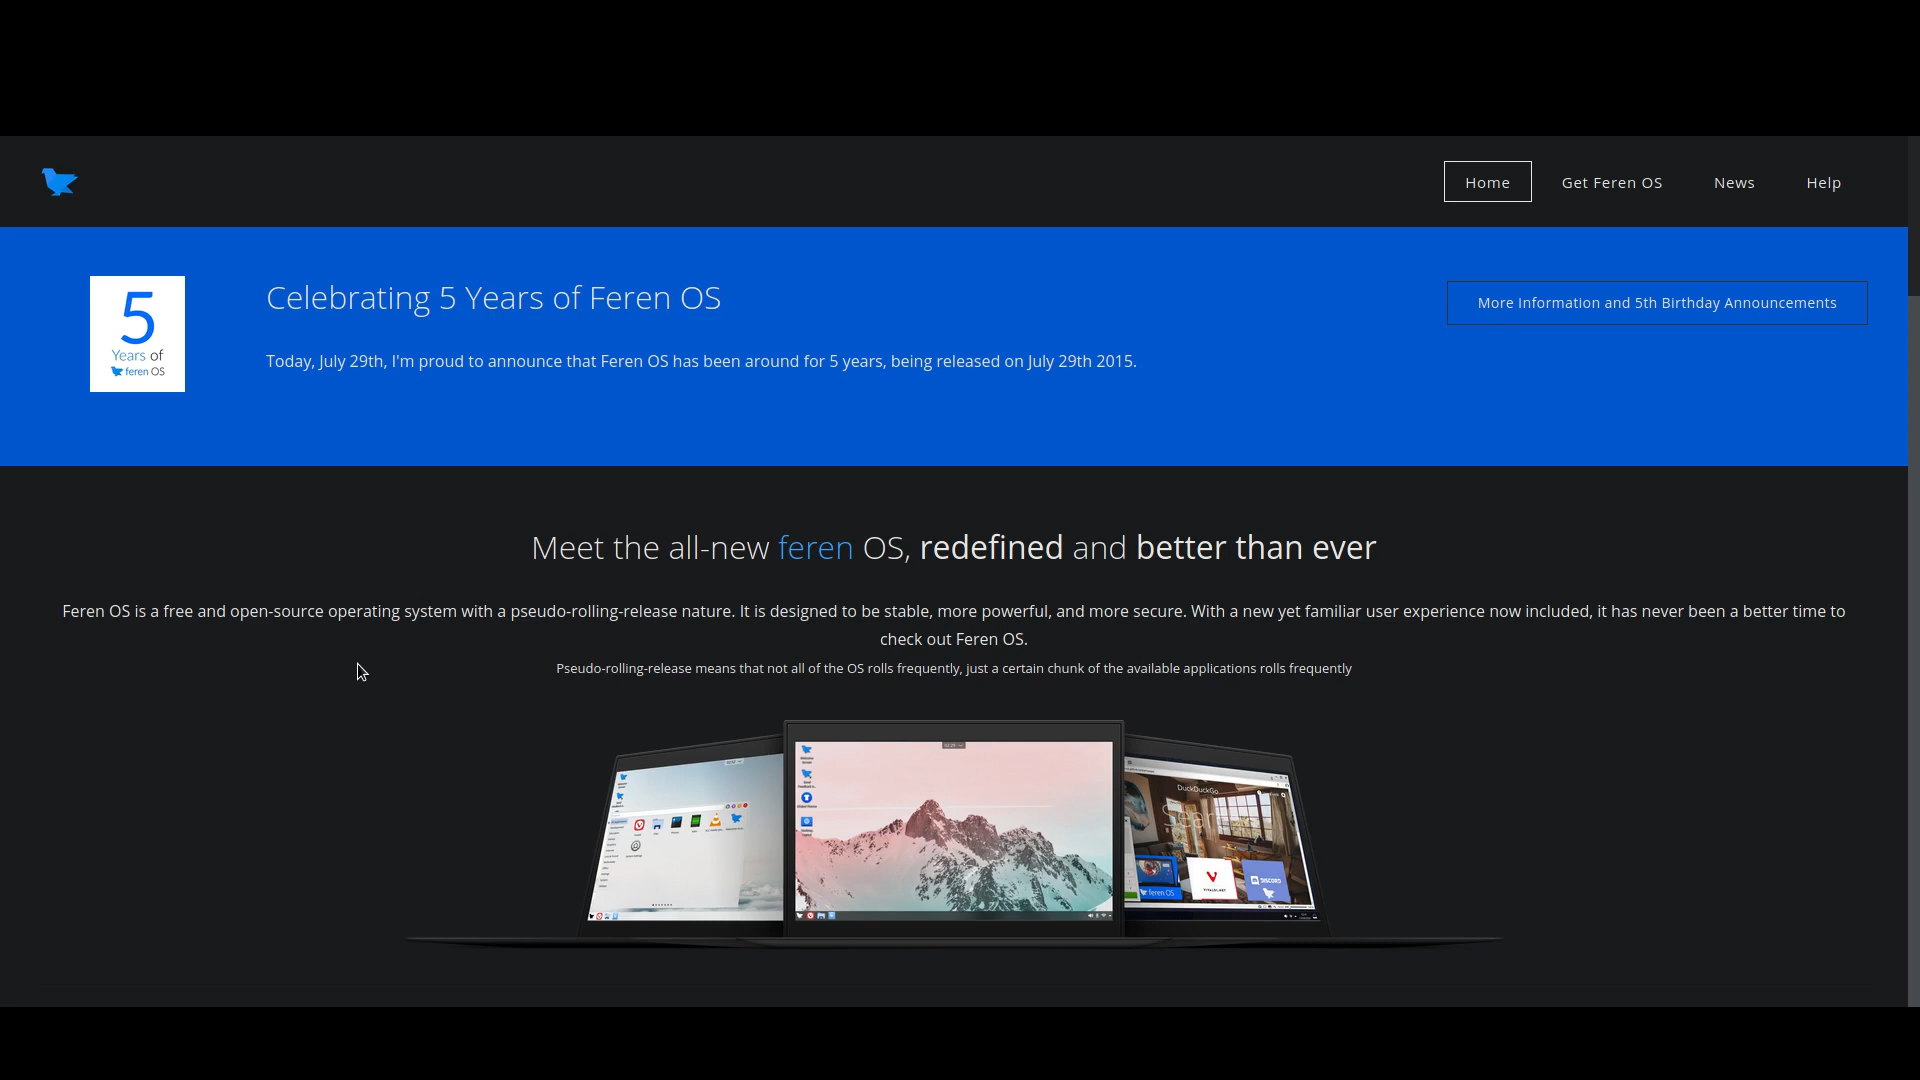 Home
Get Feren OS
News
Help
5
Years of
feren OS
Celebrating 5 Years of Feren OS
More Information and 5th Birthday Announcements
Today, July 29th, I'm proud to announce that Feren OS has been around for 5 years, being released on July 29th 2015.
Meet the all-new feren OS, redefined and better than ever
Feren OS is a free and open-source operating system with a pseudo-rolling-release nature. It is designed to be stable, more powerful, and more secure. With a new yet familiar user experience now included, it has never been a better time to
check out Feren OS.
Pseudo-rolling-release means that not all of the OS rolls frequently, just a certain chunk of the available applications rolls frequently
DuckDuckGo
feren OS
DISCORD